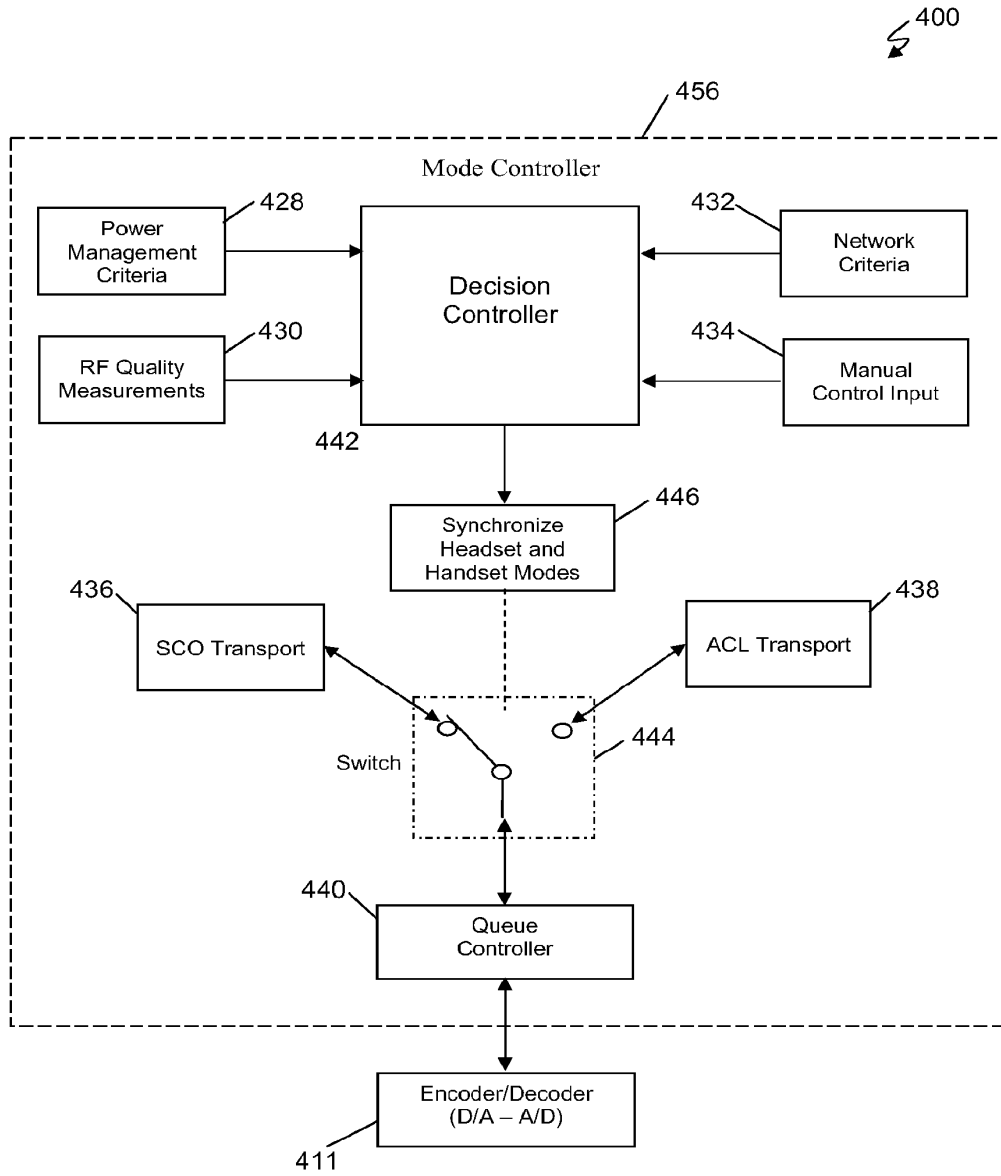 400
456
Mode Controller
428
Power
Management
Criteria
Decision
Controller
432
Network
Criteria
430
RF Quality
Measurements
434
Manual
Control Input
442
446
Synchronize
Headset and
Handset Modes
436
SCO Transport
438
ACL Transport
Switch
444
440
Queue
Controller
Encoder/Decoder
(D/A – A/D)
411